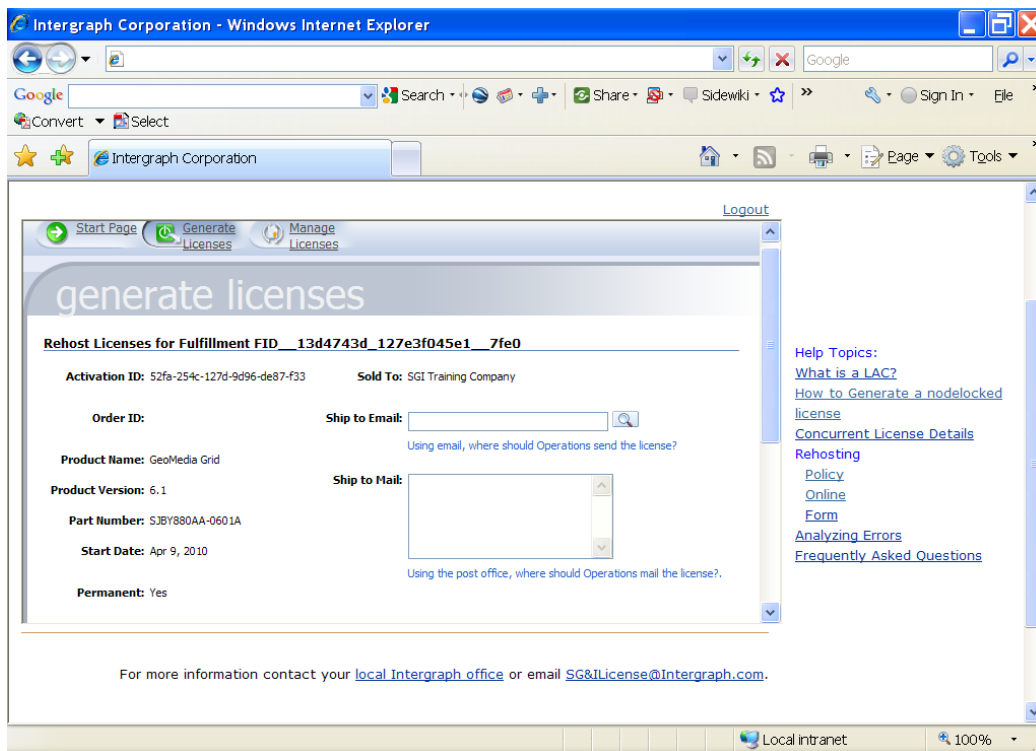 Intergraph Corporation - Windows Internet Explorer
Google
Google Search Share Sidewiki » Sign In File
Convert Select
Intergraph Corporation Page Tools
Logout
Start Page Generate Licenses Manage Licenses
generate licenses
Rehost Licenses for Fulfillment FID__13d4743d_127e3f045e1__7fe0
Activation ID: 52fa-254c-127d-9d96-de87-f33 Sold To: SGI Training Company
Order ID: Ship to Email:
Using email, where should Operations send the license?
Product Name: GeoMedia Grid
Ship to Mail:
Product Version: 6.1
Part Number: SJBY880AA-0601A
Start Date: Apr 9, 2010
Using the post office, where should Operations mail the license?.
Permanent: Yes
Help Topics:
What is a LAC?
How to Generate a nodelocked
license
Concurrent License Details
Rehosting
Policy
Online
Form
Analyzing Errors
Frequently Asked Questions
For more information contact your local Intergraph office or email SG&ILicense@Intergraph.com.
Local intranet 100%